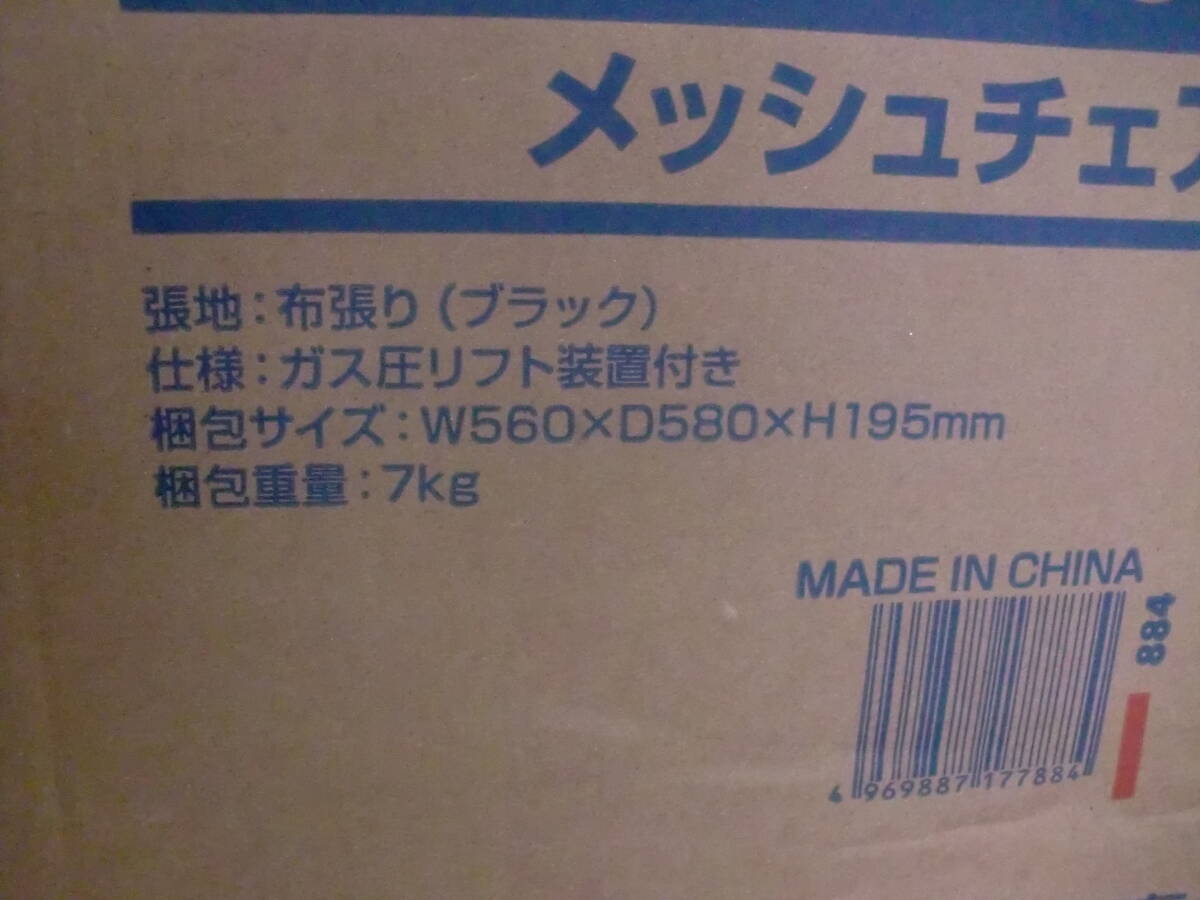 メッシュチェア
張地：布張り（ブラック）
仕様：ガス圧リフト装置付き
梱包サイズ：W560×D580×H195mm
梱包重量：7kg
MADE IN CHINA
884
4969887177884